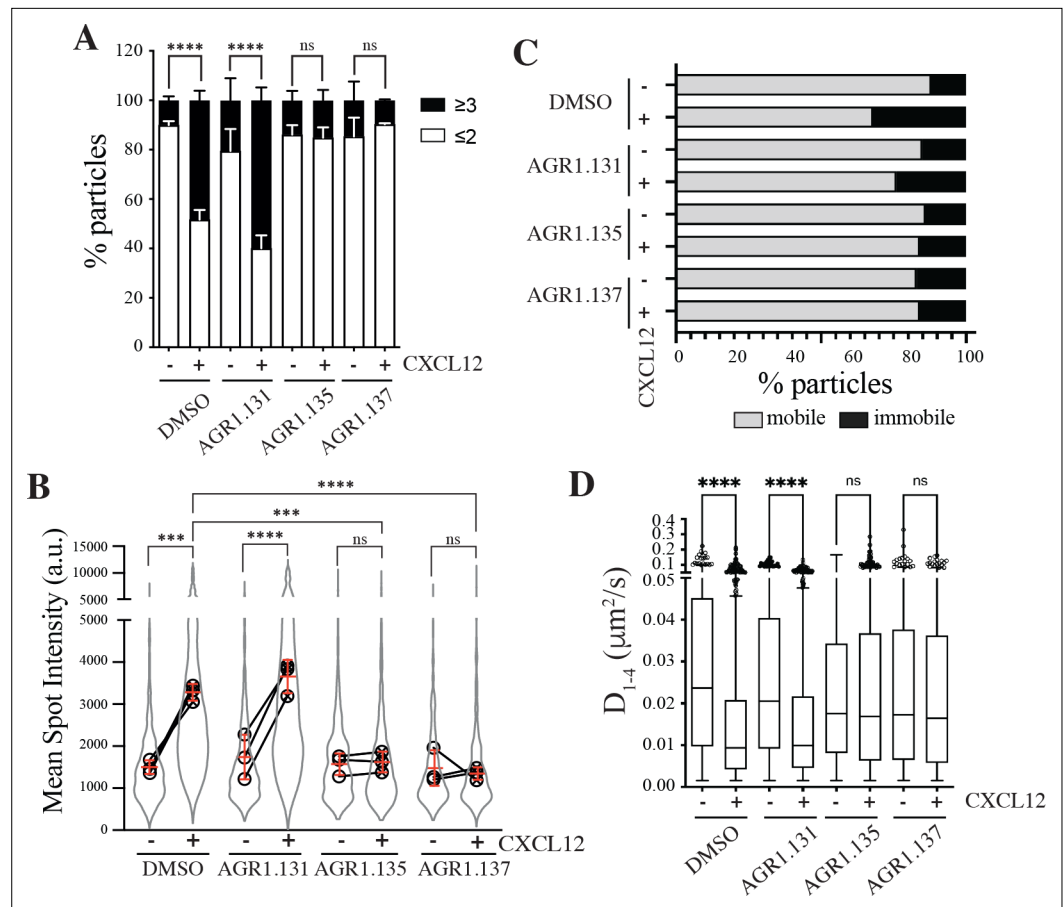 A
120
100
80
60
40
20
0
% particles
**** **** ns ns
≥3
≤2
- + - + - + - + CXCL12
DMSO AGR1.131 AGR1.135 AGR1.137
C
DMSO - +
AGR1.131 - +
AGR1.135 - +
AGR1.137 - +
CXCL12
0 20 40 60 80 100
% particles
mobile immobile
B
****
***
*** **** ns ns
Mean Spot Intensity (a.u.)
15000
10000
5000
5000
4000
3000
2000
1000
0
- + - + - + - + CXCL12
DMSO AGR1.131 AGR1.135 AGR1.137
D
**** **** ns ns
D1-4 (μm2/s)
0.4
0.3
0.2
0.1
0.05
0.04
0.03
0.02
0.01
0.00
- + - + - + - + CXCL12
DMSO AGR1.131 AGR1.135 AGR1.137